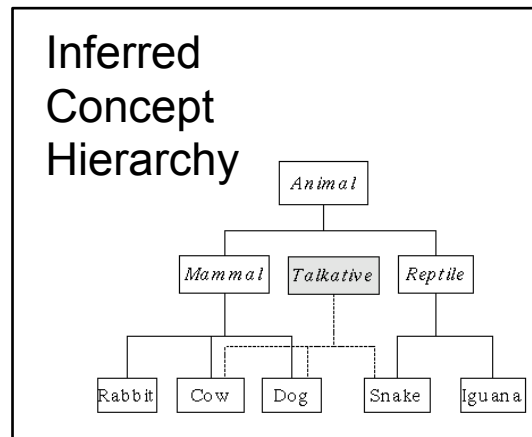 Inferred
Concept
Hierarchy
Animal
Mammal Talkative Reptile
Rabbit Cow Dog Snake Iguana